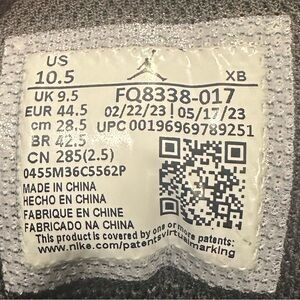 US
10.5 XB
UK 9.5 FQ8338-017
EUR 44.5 02/22/23 | 05/17/23
cm 28.5 UPC 00196969789251
BR 42.5
CN 285(2.5)
0455M36C5562P
MADE IN CHINA
HECHO EN CHINA
FABRIQUE EN CHINE
FABRICADO NA CHINA
This product is covered by one or more patents:
www.nike.com/patentsvirtualmarking